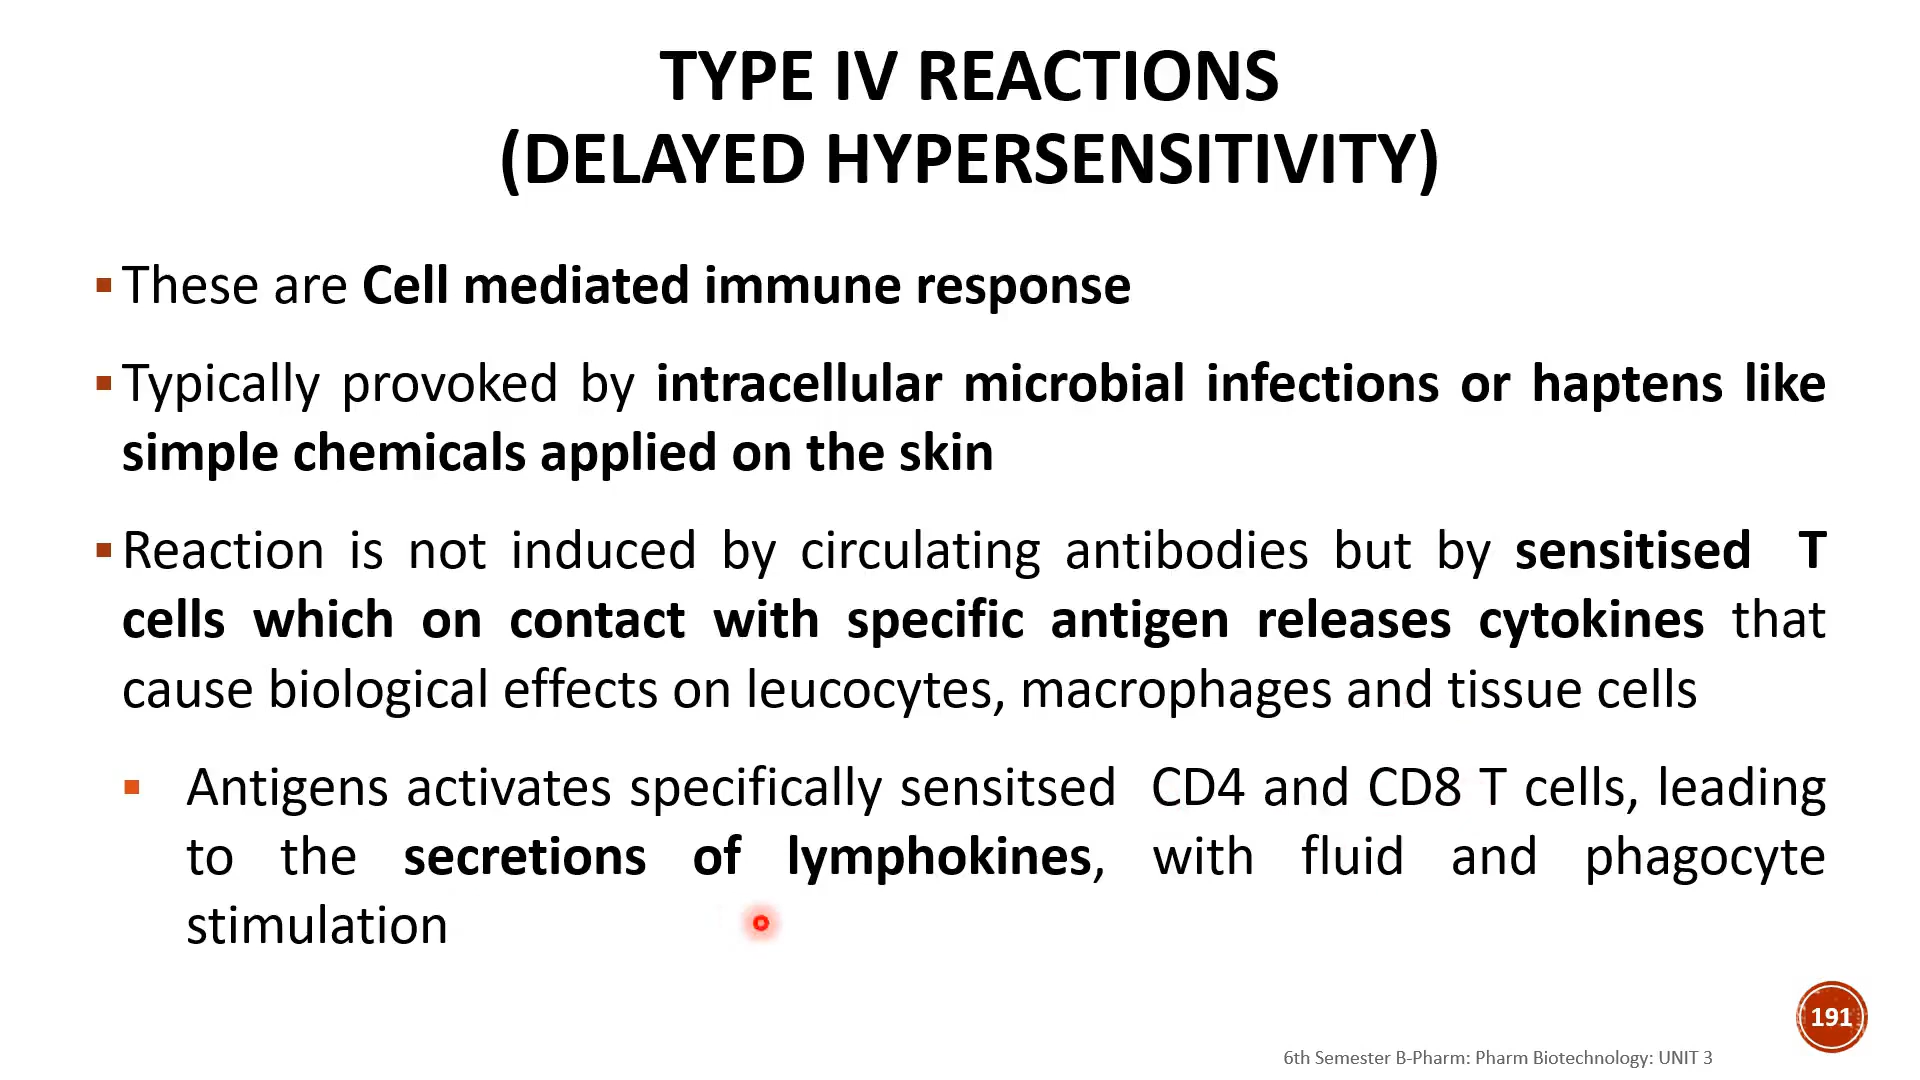 TYPE IV REACTIONS
(DELAYED HYPERSENSITIVITY)
These are Cell mediated immune response
Typically provoked by intracellular microbial infections or haptens like
simple chemicals applied on the skin
Reaction is not induced by circulating antibodies but by sensitised T
cells which on contact with specific antigen releases cytokines that
cause biological effects on leucocytes, macrophages and tissue cells
Antigens activates specifically sensitsed CD4 and CD8 T cells, leading
to the secretions of lymphokines, with fluid and phagocyte
stimulation
191
6th Semester B-Pharm: Pharm Biotechnology: UNIT 3